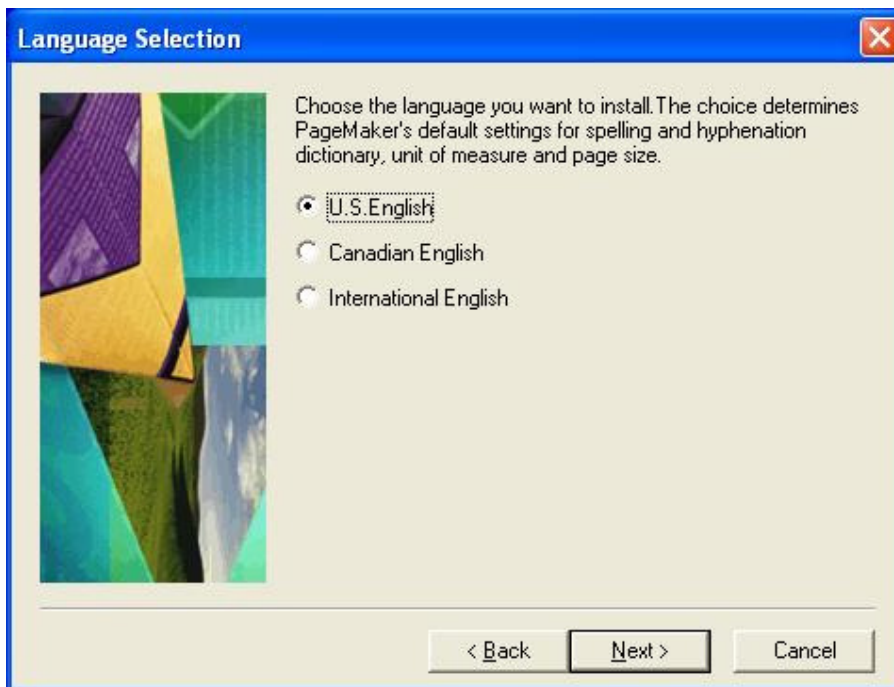 Language Selection
Choose the language you want to install.The choice determines
PageMaker's default settings for spelling and hyphenation
dictionary, unit of measure and page size.
U.S.English
Canadian English
International English
< Back
Next >
Cancel